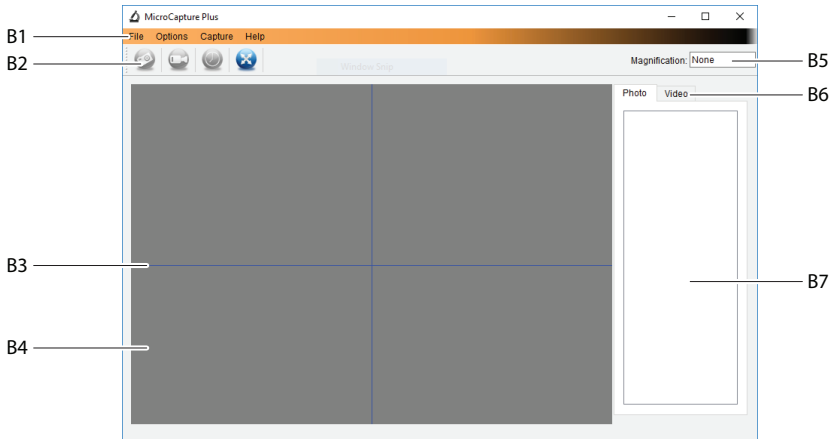 MicroCapture Plus
B1
File Options Capture Help
B2
Window Snip
Magnification: None
B5
Photo Video
B6
B3
B7
B4